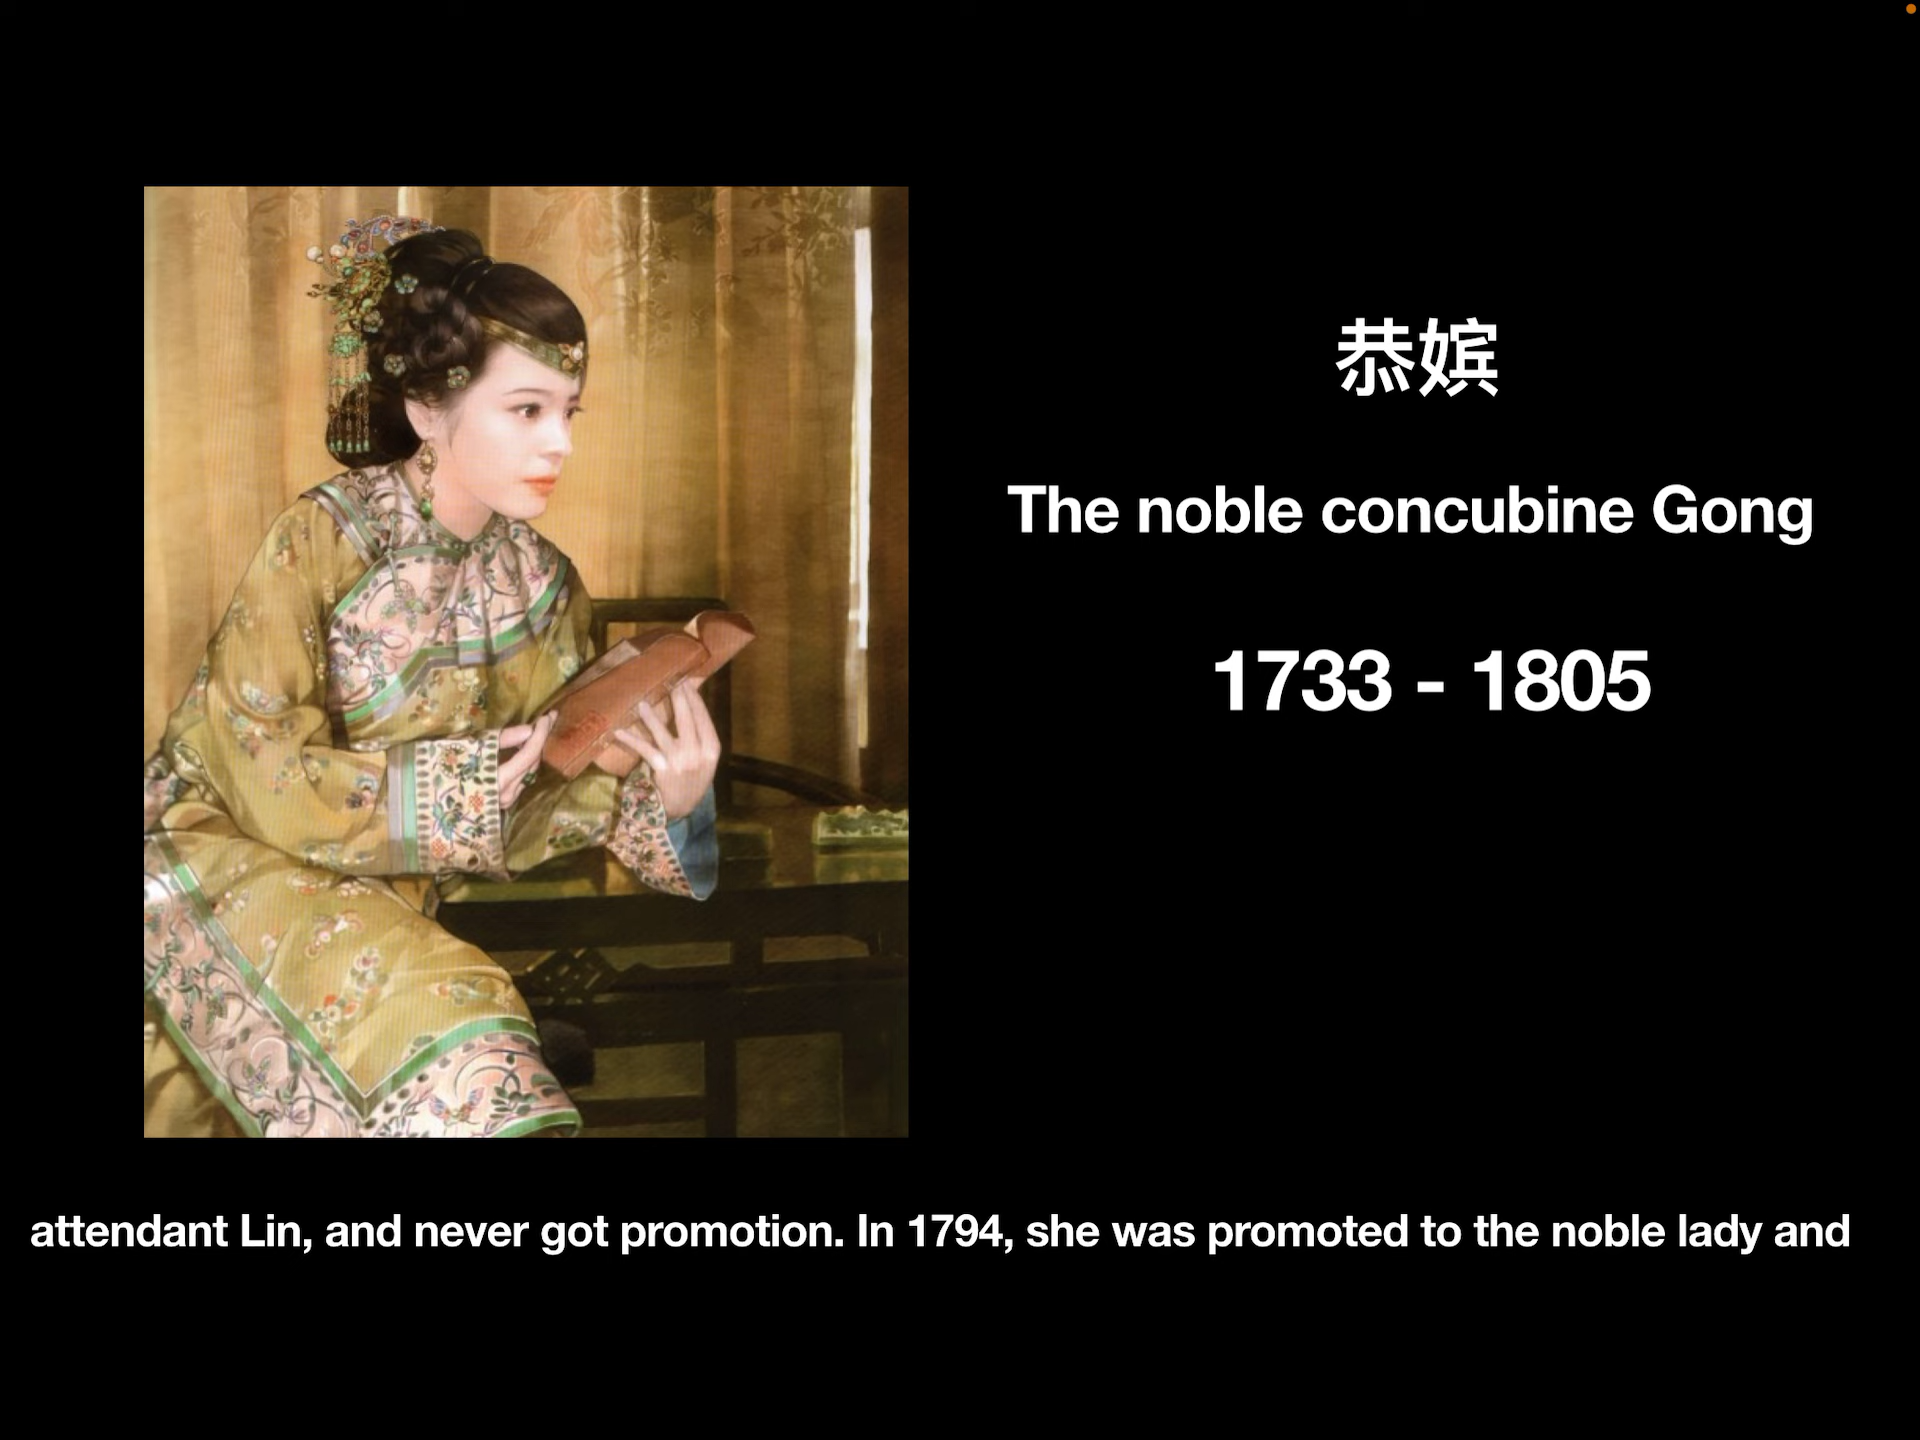 恭嫔
The noble concubine Gong
1733 - 1805
attendant Lin, and never got promotion. In 1794, she was promoted to the noble lady and